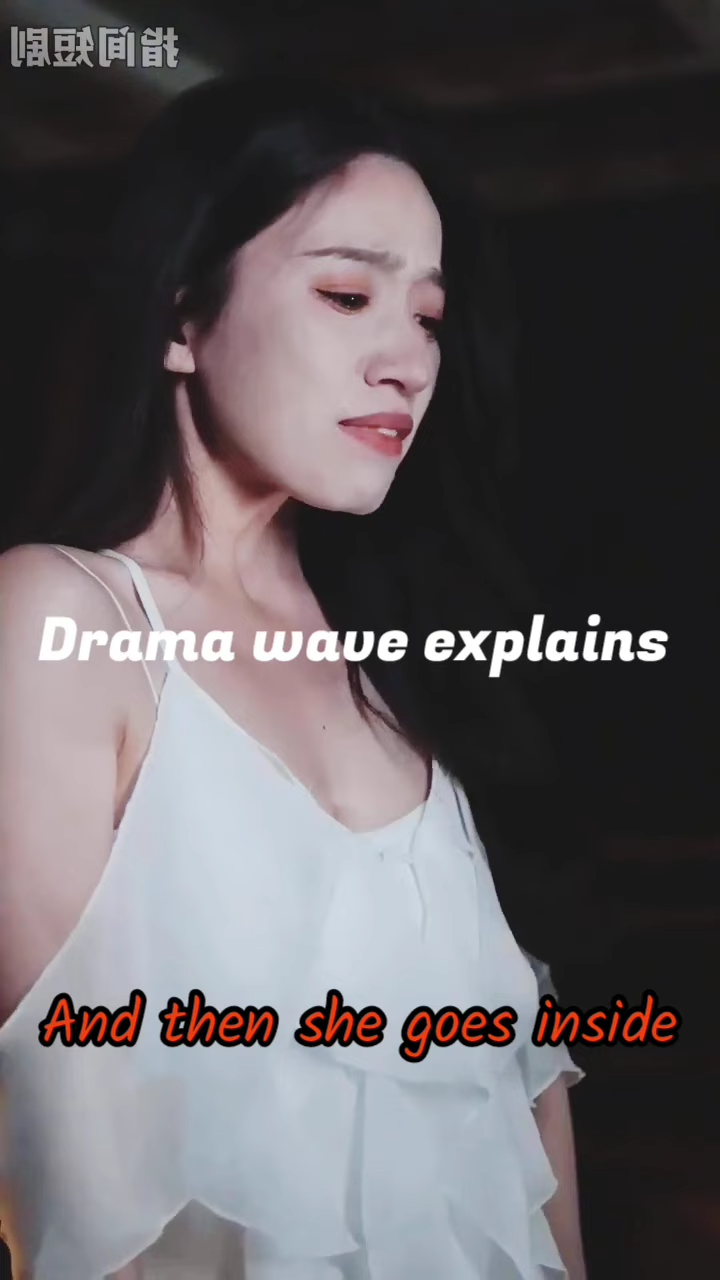 指间短剧
Drama wave explains
And then she goes inside